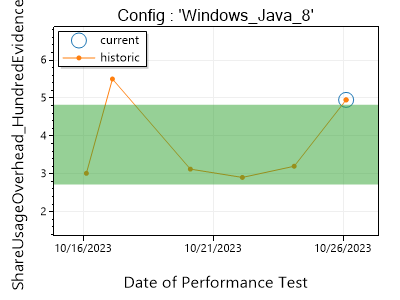 Config : 'Windows_Java_8'
current
historic
ShareUsageOverhead_HundredEvidence
6
5
4
3
2
10/16/2023
10/21/2023
10/26/2023
Date of Performance Test